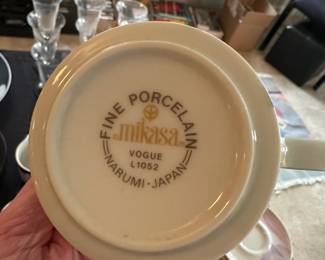 FINE PORCELAIN
mikasa
VOGUE
L1052
NARUMI-JAPAN